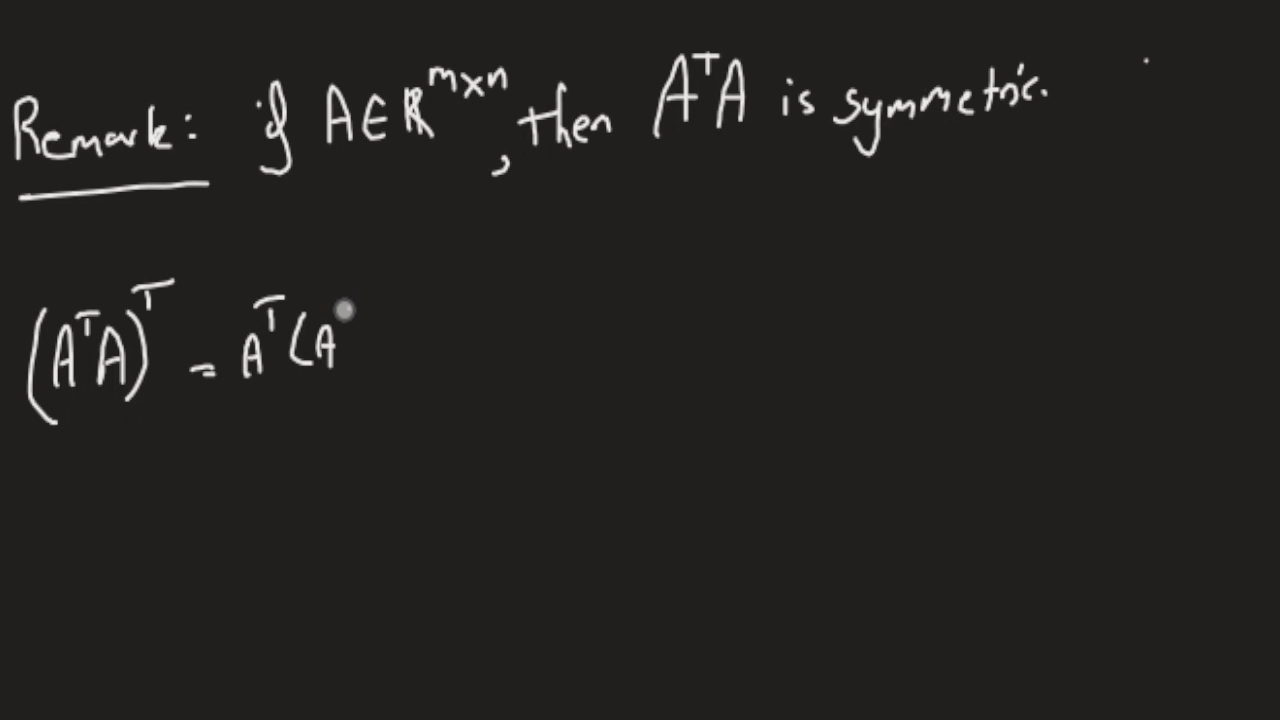 Remark: if A∈ℝ^{m×n}, then AᵀA is symmetric.
(AᵀA)ᵀ = Aᵀ(A